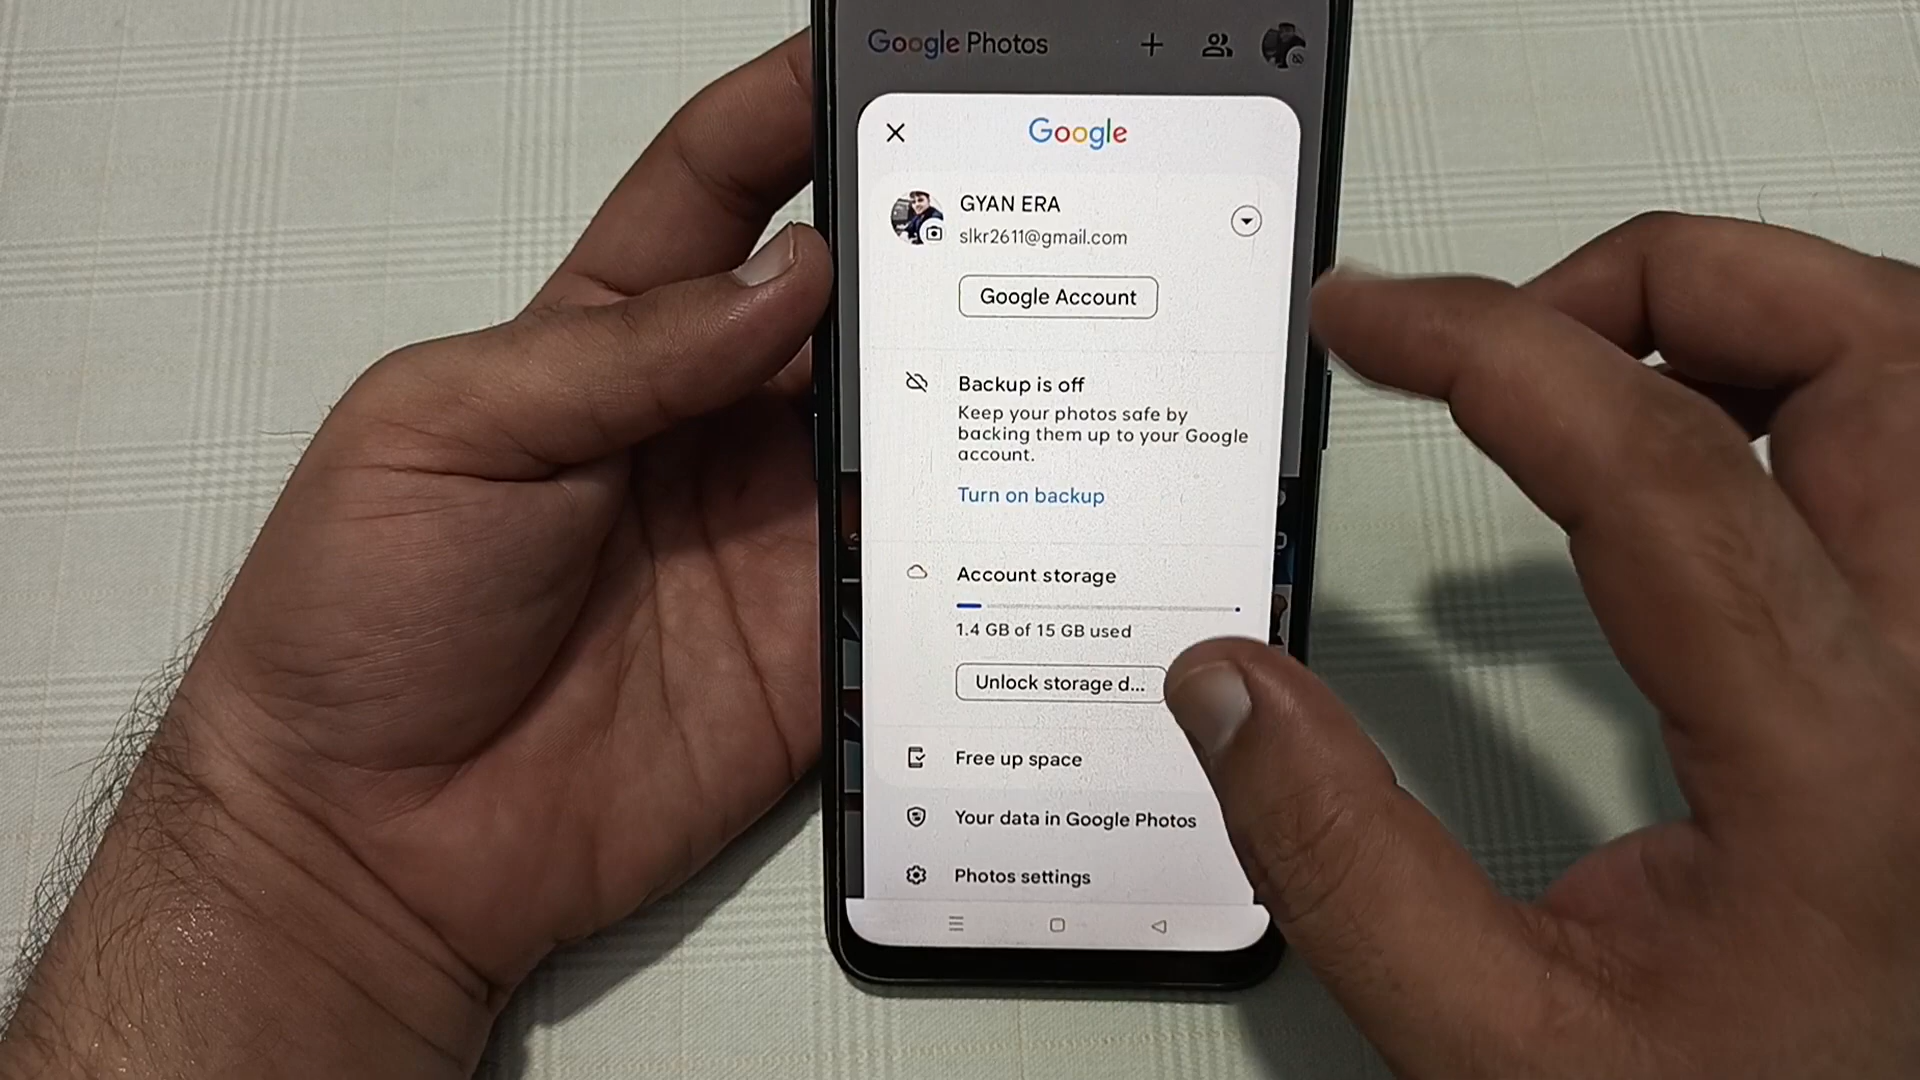 Google Photos
Google
GYAN ERA
slkr2611@gmail.com
Google Account
Backup is off
Keep your photos safe by
backing them up to your Google
account.
Turn on backup
Account storage
1.4 GB of 15 GB used
Unlock storage d...
Free up space
Your data in Google Photos
Photos settings